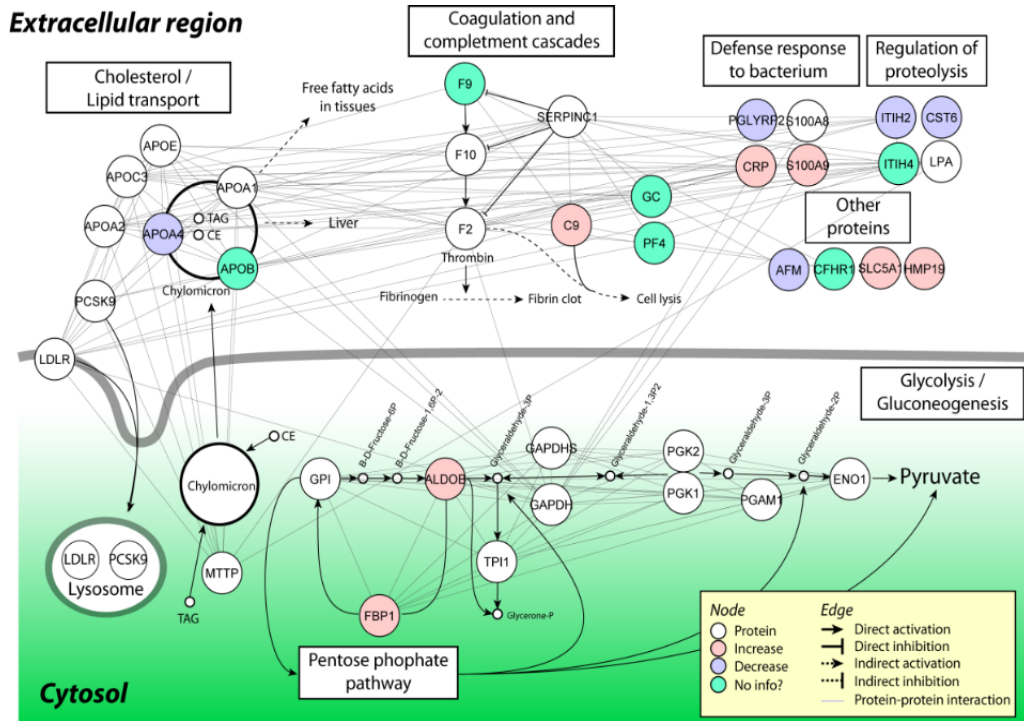 Extracellular region
Coagulation and
completment cascades
Cholesterol /
Lipid transport
Defense response
to bacterium
Regulation of
proteolysis
Free fatty acids
in tissues
F9
SERPINC1
PGLYRP2
S100A8
ITIH2
CST6
APOE
F10
CRP
S100A9
ITIH4
LPA
APOC3
APOA1
GC
Other
proteins
APOA2
APOA4
TAG
CE
Liver
F2
C9
PF4
Thrombin
APOB
AFM
CFHR1
SLC5A1
HMP19
Chylomicron
PCSK9
Fibrinogen
Fibrin clot
Cell lysis
LDLR
Glycolysis /
Gluconeogenesis
B-D-Fructose-6P
B-D-Fructose-1,6P-2
Glyceraldehyde-3P
Glyceraldehyde-1,3P2
Glyceraldehyde-3P
Glyceraldehyde-2P
CE
GAPDHS
PGK2
Chylomicron
GPI
ALDOB
ENO1
Pyruvate
GAPDH
PGK1
PGAM1
LDLR
PCSK9
Lysosome
MTTP
TPI1
TAG
FBP1
Glycerone-P
Pentose phophate
pathway
Cytosol
Node
Protein
Increase
Decrease
No info?
Edge
Direct activation
Direct inhibition
Indirect activation
Indirect inhibition
Protein-protein interaction